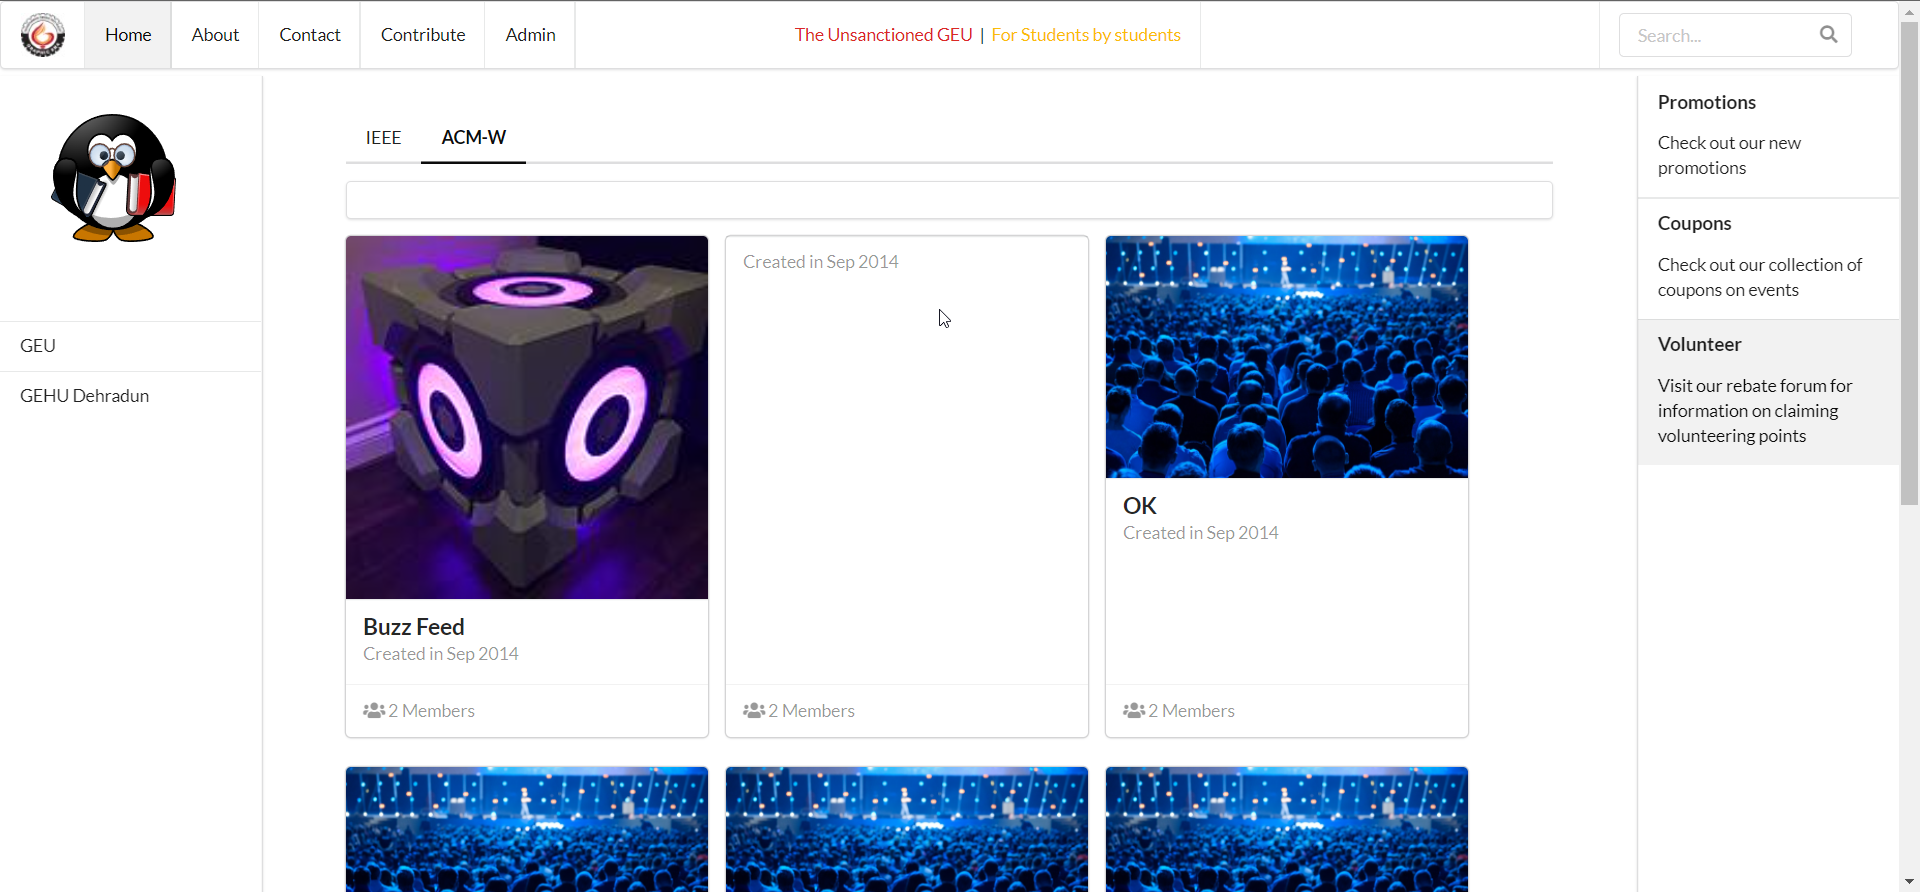 Home About Contact Contribute Admin The Unsanctioned GEU | For Students by students Search...
GEU
GEHU Dehradun
IEEE ACM-W
Buzz Feed
Created in Sep 2014
2 Members
Created in Sep 2014
2 Members
OK
Created in Sep 2014
2 Members
Promotions
Check out our new
promotions
Coupons
Check out our collection of
coupons on events
Volunteer
Visit our rebate forum for
information on claiming
volunteering points